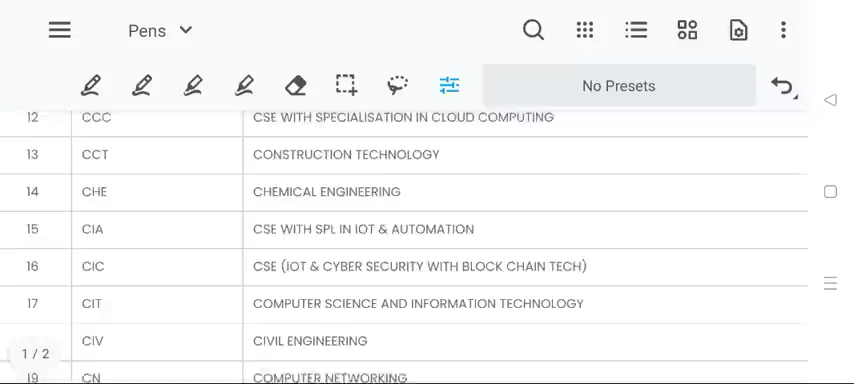 Pens
No Presets
12 CCC CSE WITH SPECIALISATION IN CLOUD COMPUTING
13 CCT CONSTRUCTION TECHNOLOGY
14 CHE CHEMICAL ENGINEERING
15 CIA CSE WITH SPL IN IOT & AUTOMATION
16 CIC CSE (IOT & CYBER SECURITY WITH BLOCK CHAIN TECH)
17 CIT COMPUTER SCIENCE AND INFORMATION TECHNOLOGY
CIV CIVIL ENGINEERING
1 / 2
19 CN COMPUTER NETWORKING